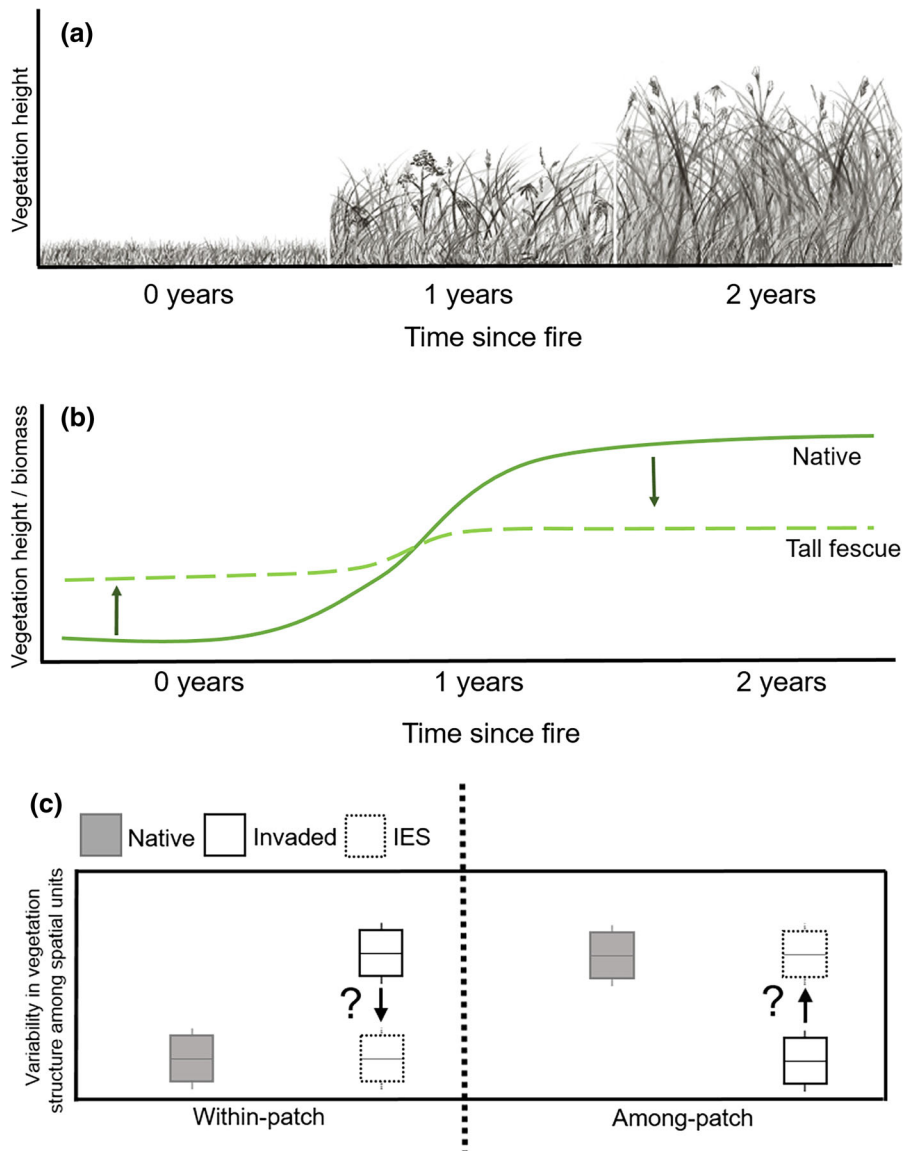 (a)
Vegetation height
0 years
1 years
2 years
Time since fire
(b)
Vegetation height / biomass
Native
Tall fescue
0 years
1 years
2 years
Time since fire
(c)
Native
Invaded
IES
Variability in vegetation
structure among spatial units
?
?
Within-patch
Among-patch